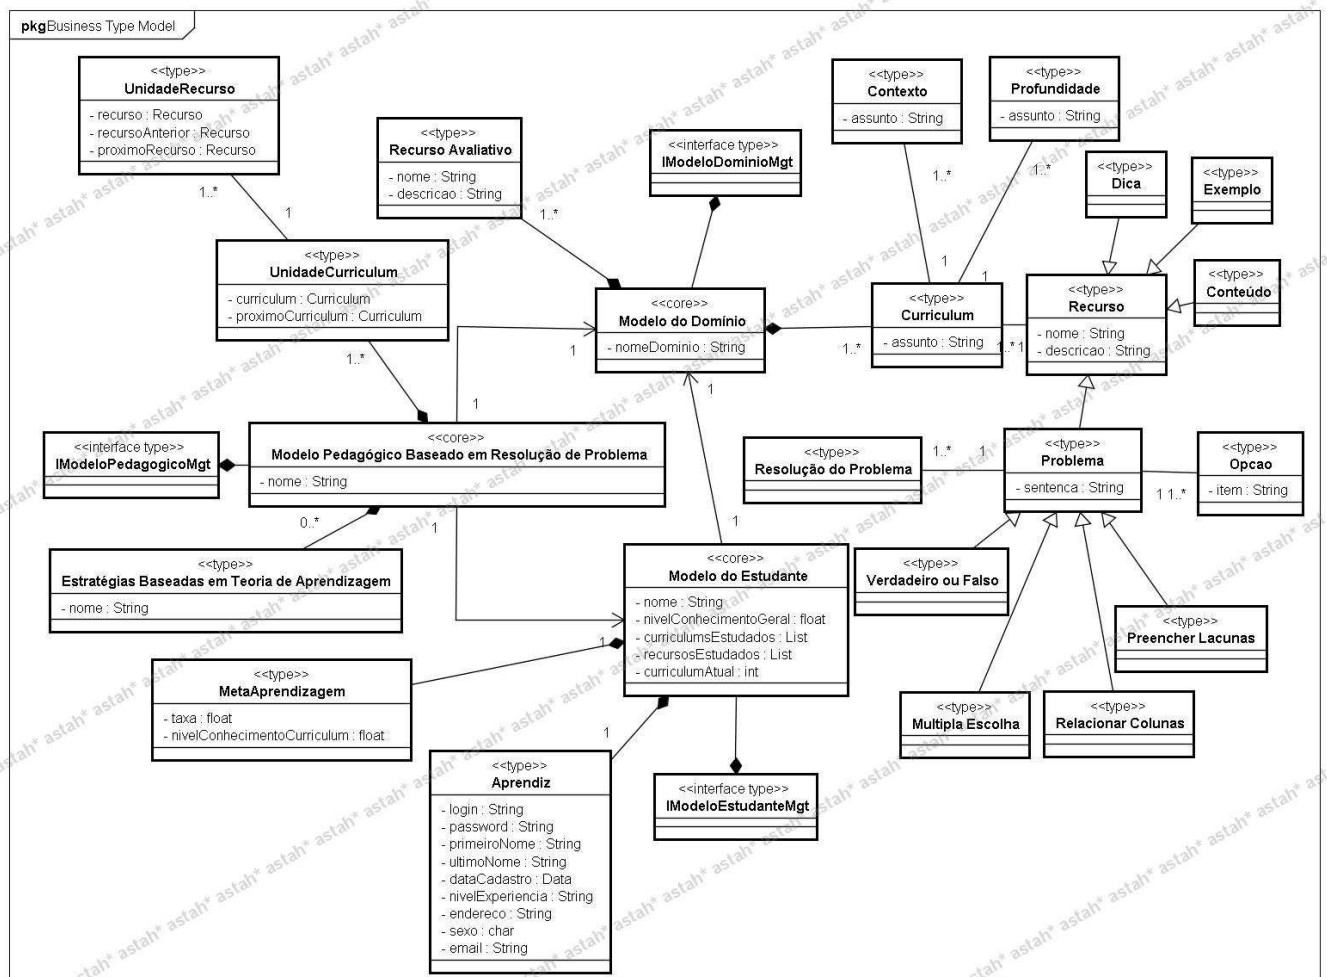 pkg Business Type Model
<<type>>
UnidadeRecurso
- recurso : Recurso
- recursoAnterior : Recurso
- proximoRecurso : Recurso
1..*
1
<<type>>
Recurso Avaliativo
- nome : String
- descricao : String
1..*
<<interface type>>
IModeloDominioMgt
<<type>>
Contexto
- assunto : String
1..*
1
<<type>>
Profundidade
- assunto : String
1..*
1
<<type>>
Dica
<<type>>
Exemplo
<<type>>
UnidadeCurriculum
- curriculum : Curriculum
- proximoCurriculum : Curriculum
1..*
<<core>>
Modelo do Domínio
- nomeDominio : String
1
1
1..*
<<type>>
Curriculum
- assunto : String
1..*
1
<<type>>
Recurso
- nome : String
- descricao : String
<<type>>
Conteúdo
<<interface type>>
IModeloPedagogicoMgt
1
<<core>>
Modelo Pedagógico Baseado em Resolução de Problema
- nome : String
0..*
1
1
<<type>>
Resolução do Problema
1..*
1
<<type>>
Problema
- sentenca : String
1
1..*
<<type>>
Opcao
- item : String
<<type>>
Estratégias Baseadas em Teoria de Aprendizagem
- nome : String
<<core>>
Modelo do Estudante
- nome : String
- nivelConhecimentoGeral : float
- curriculumsEstudados : List
- recursosEstudados : List
- curriculumAtual : int
1
1
<<type>>
Verdadeiro ou Falso
<<type>>
Preencher Lacunas
<<type>>
MetaAprendizagem
- taxa : float
- nivelConhecimentoCurriculum : float
<<type>>
Multipla Escolha
<<type>>
Relacionar Colunas
<<type>>
Aprendiz
- login : String
- password : String
- primeiroNome : String
- ultimoNome : String
- dataCadastro : Data
- nivelExperiencia : String
- endereco : String
- sexo : char
- email : String
<<interface type>>
IModeloEstudanteMgt
astah* astah* astah* astah* astah* astah*